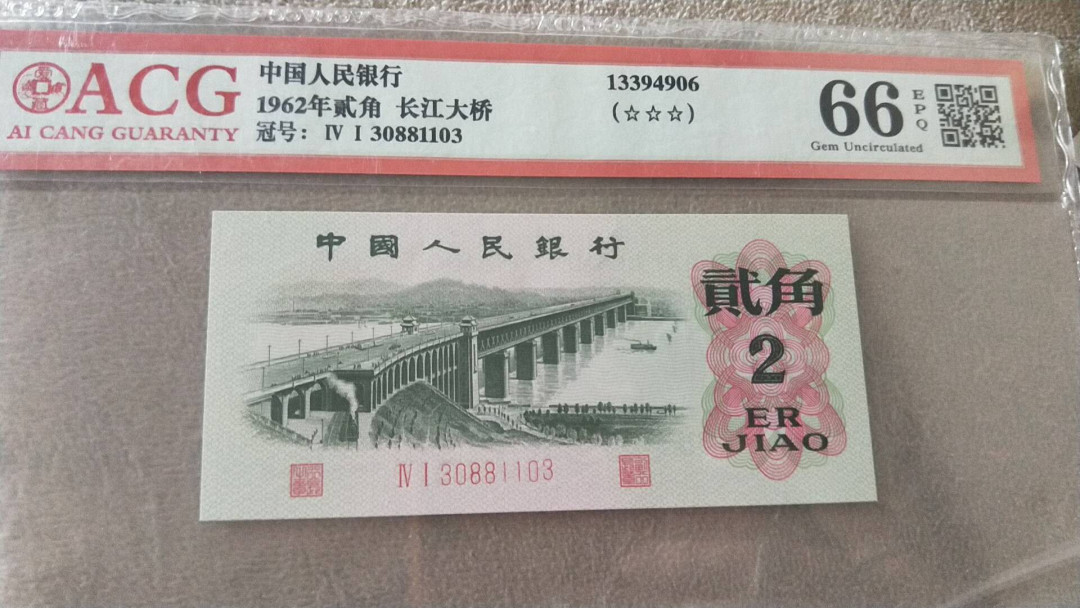 ACG
AI CANG GUARANTY
中国人民银行
1962年贰角 长江大桥
冠号: Ⅳ Ⅰ 30881103
13394906
(☆☆☆)
66
EPQ
Gem Uncirculated
中國人民銀行
貳角
2
ER
JIAO
Ⅳ Ⅰ 30881103